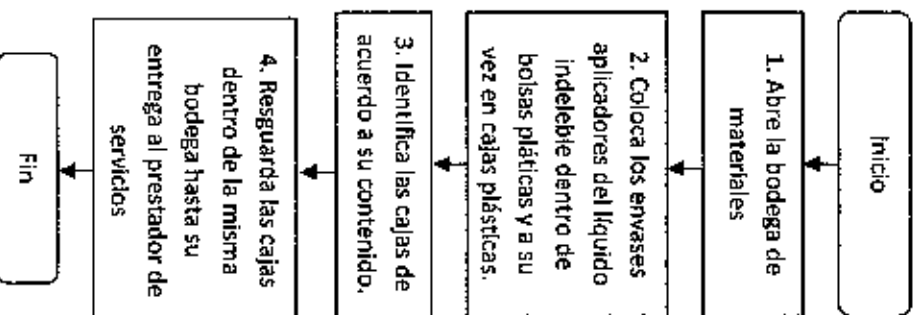 Inicio
1. Abre la bodega de
materiales
2. Coloca los envases
aplicadores del líquido
indeleble dentro de
bolsas pláticas y a su
vez en cajas plásticas.
3. Identifica las cajas de
acuerdo a su contenido.
4. Resguarda las cajas
dentro de la misma
bodega hasta su
entrega al prestador de
servicios
Fin